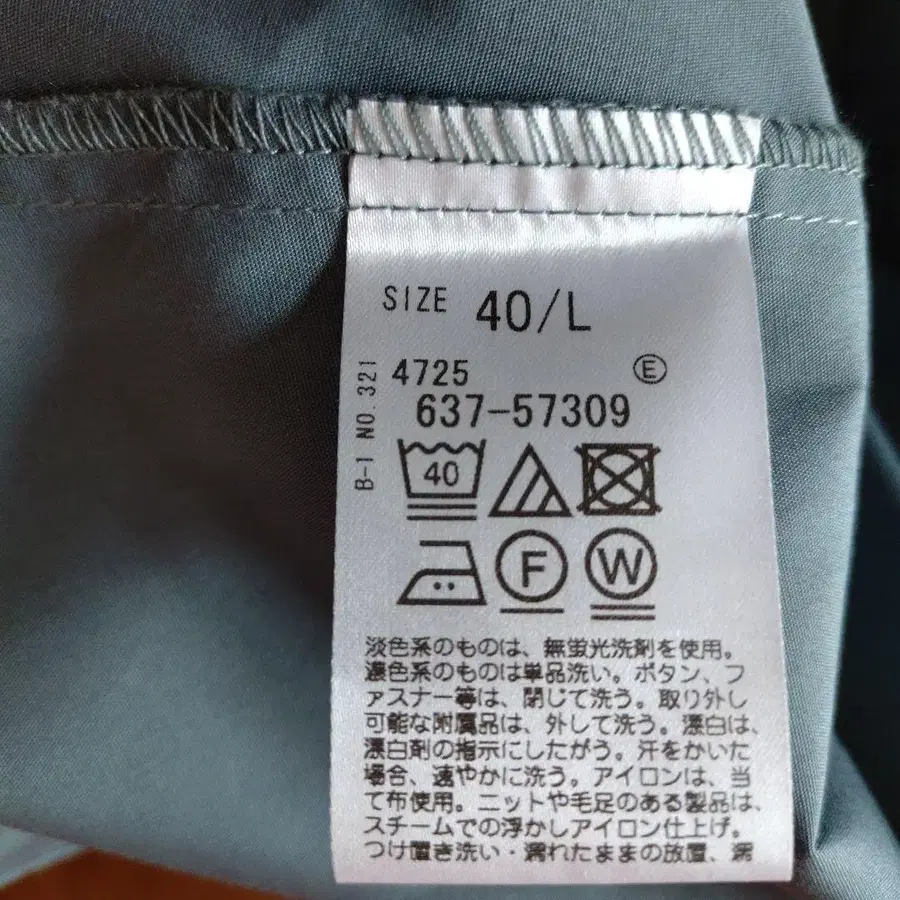 SIZE 40/L
B-1 NO.321
4725 Ⓔ
637-57309
40
F W
淡色系のものは、無蛍光洗剤を使用。
濃色系のものは単品洗い。ボタン、フ
ァスナー等は、閉じて洗う。取り外し
可能な附属品は、外して洗う。漂白は、
漂白剤の指示にしたがう。汗をかいた
場合、速やかに洗う。アイロンは、当
て布使用。ニットや毛足のある製品は、
スチームでの浮かしアイロン仕上げ。
つけ置き洗い・濡れたままの放置、濡